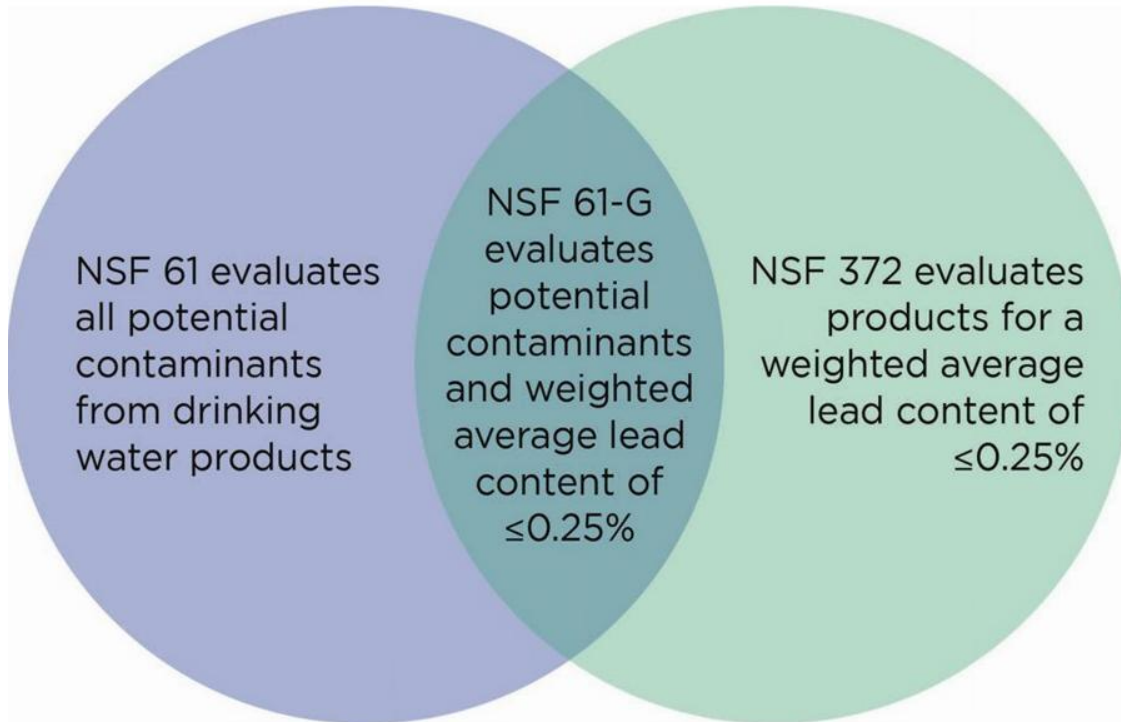 NSF 61 evaluates
all potential
contaminants
from drinking
water products
NSF 61-G
evaluates
potential
contaminants
and weighted
average lead
content of
≤0.25%
NSF 372 evaluates
products for a
weighted average
lead content of
≤0.25%